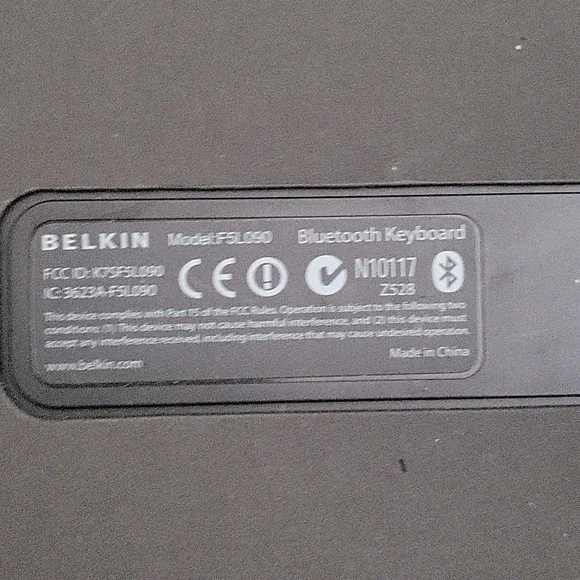 BELKIN Model:F5L090 Bluetooth Keyboard
FCC ID: K7SF5L090
IC: 3623A-F5L090
CE N10117
Z528
This device complies with Part 15 of the FCC Rules. Operation is subject to the following two
conditions: (1) This device may not cause harmful interference, and (2) this device must
accept any interference received, including interference that may cause undesired operation.
www.belkin.com Made in China